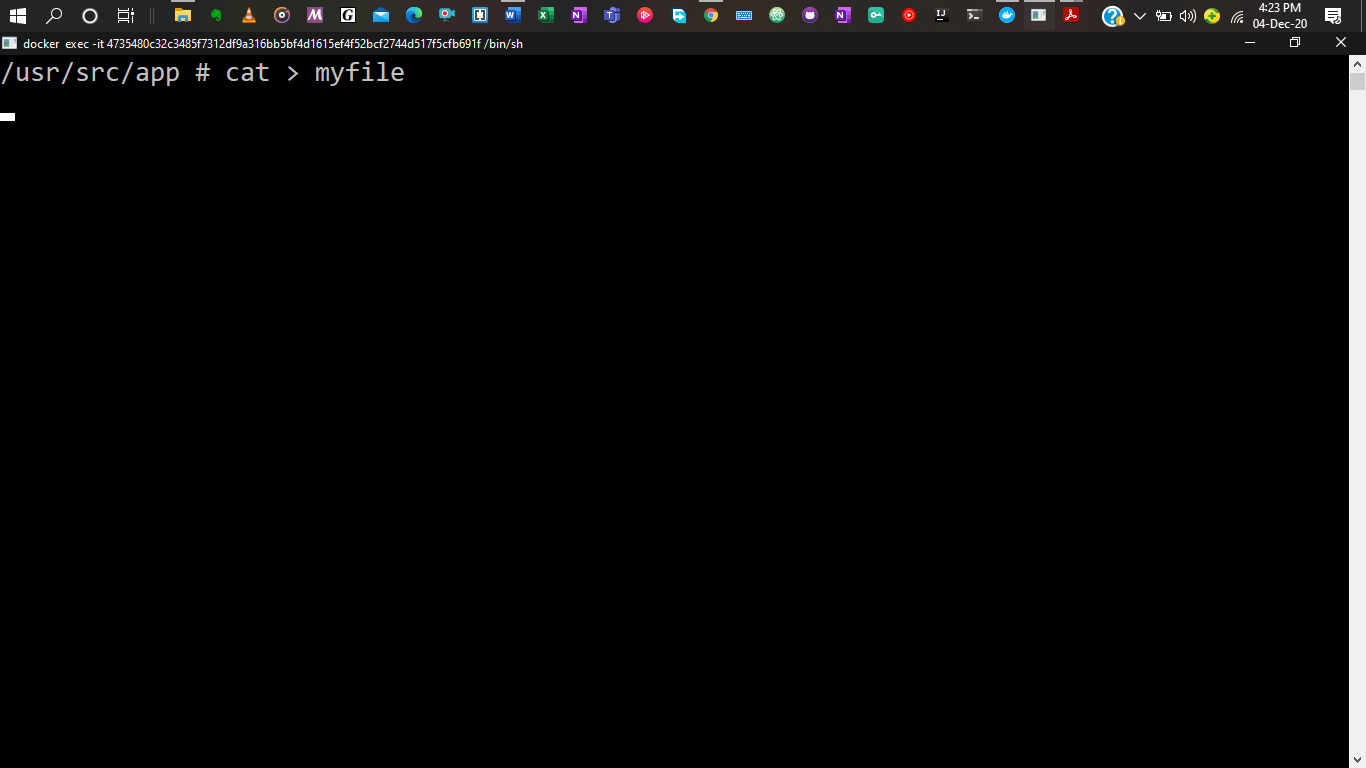 4:23 PM
04-Dec-20
docker exec -it 4735480c32c3485f7312df9a316bb5bf4d1615ef4f52bcf2744d517f5cfb691f /bin/sh
/usr/src/app # cat > myfile